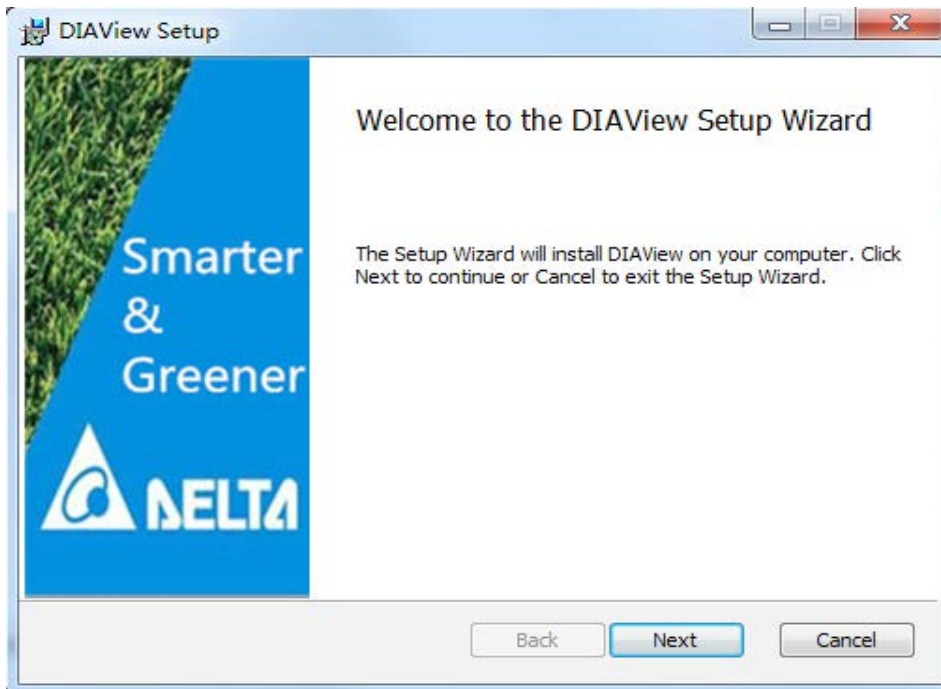 DIAView Setup
Welcome to the DIAView Setup Wizard
The Setup Wizard will install DIAView on your computer. Click
Next to continue or Cancel to exit the Setup Wizard.
Smarter
&
Greener
DELTA
Back
Next
Cancel